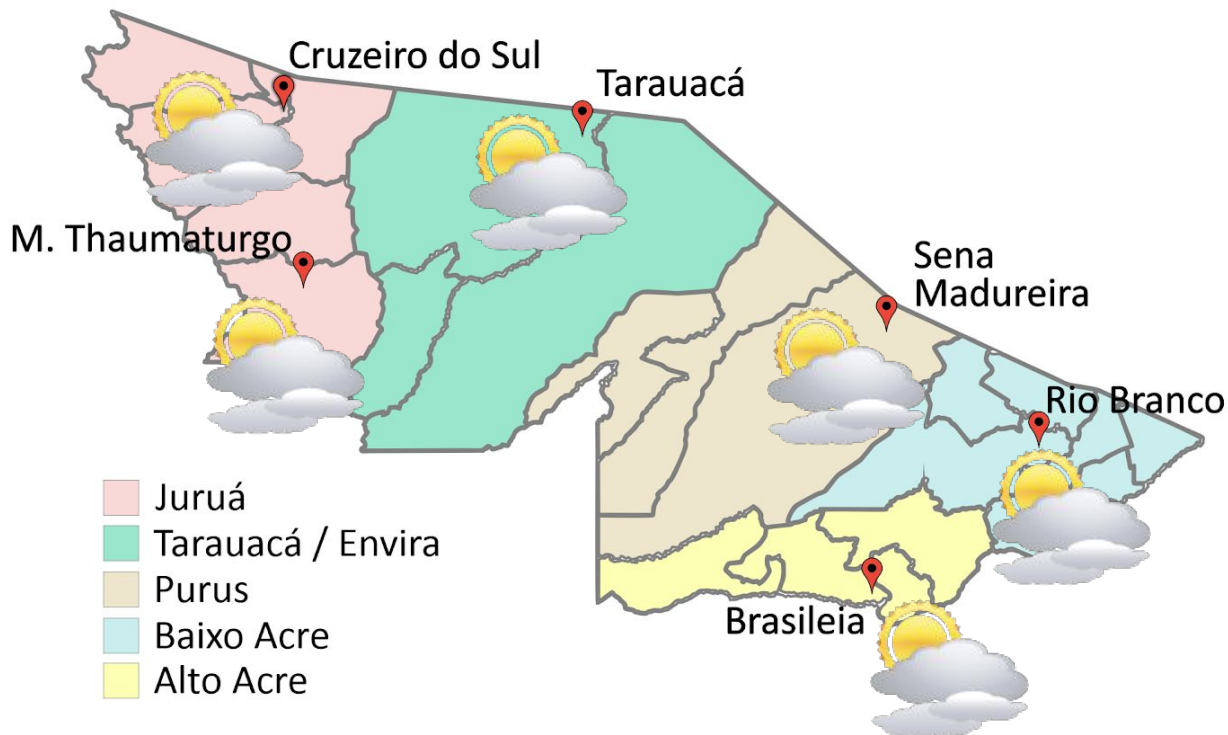 Cruzeiro do Sul
Tarauacá
M. Thaumaturgo
Sena
Madureira
Rio Branco
Brasileia
Juruá
Tarauacá / Envira
Purus
Baixo Acre
Alto Acre